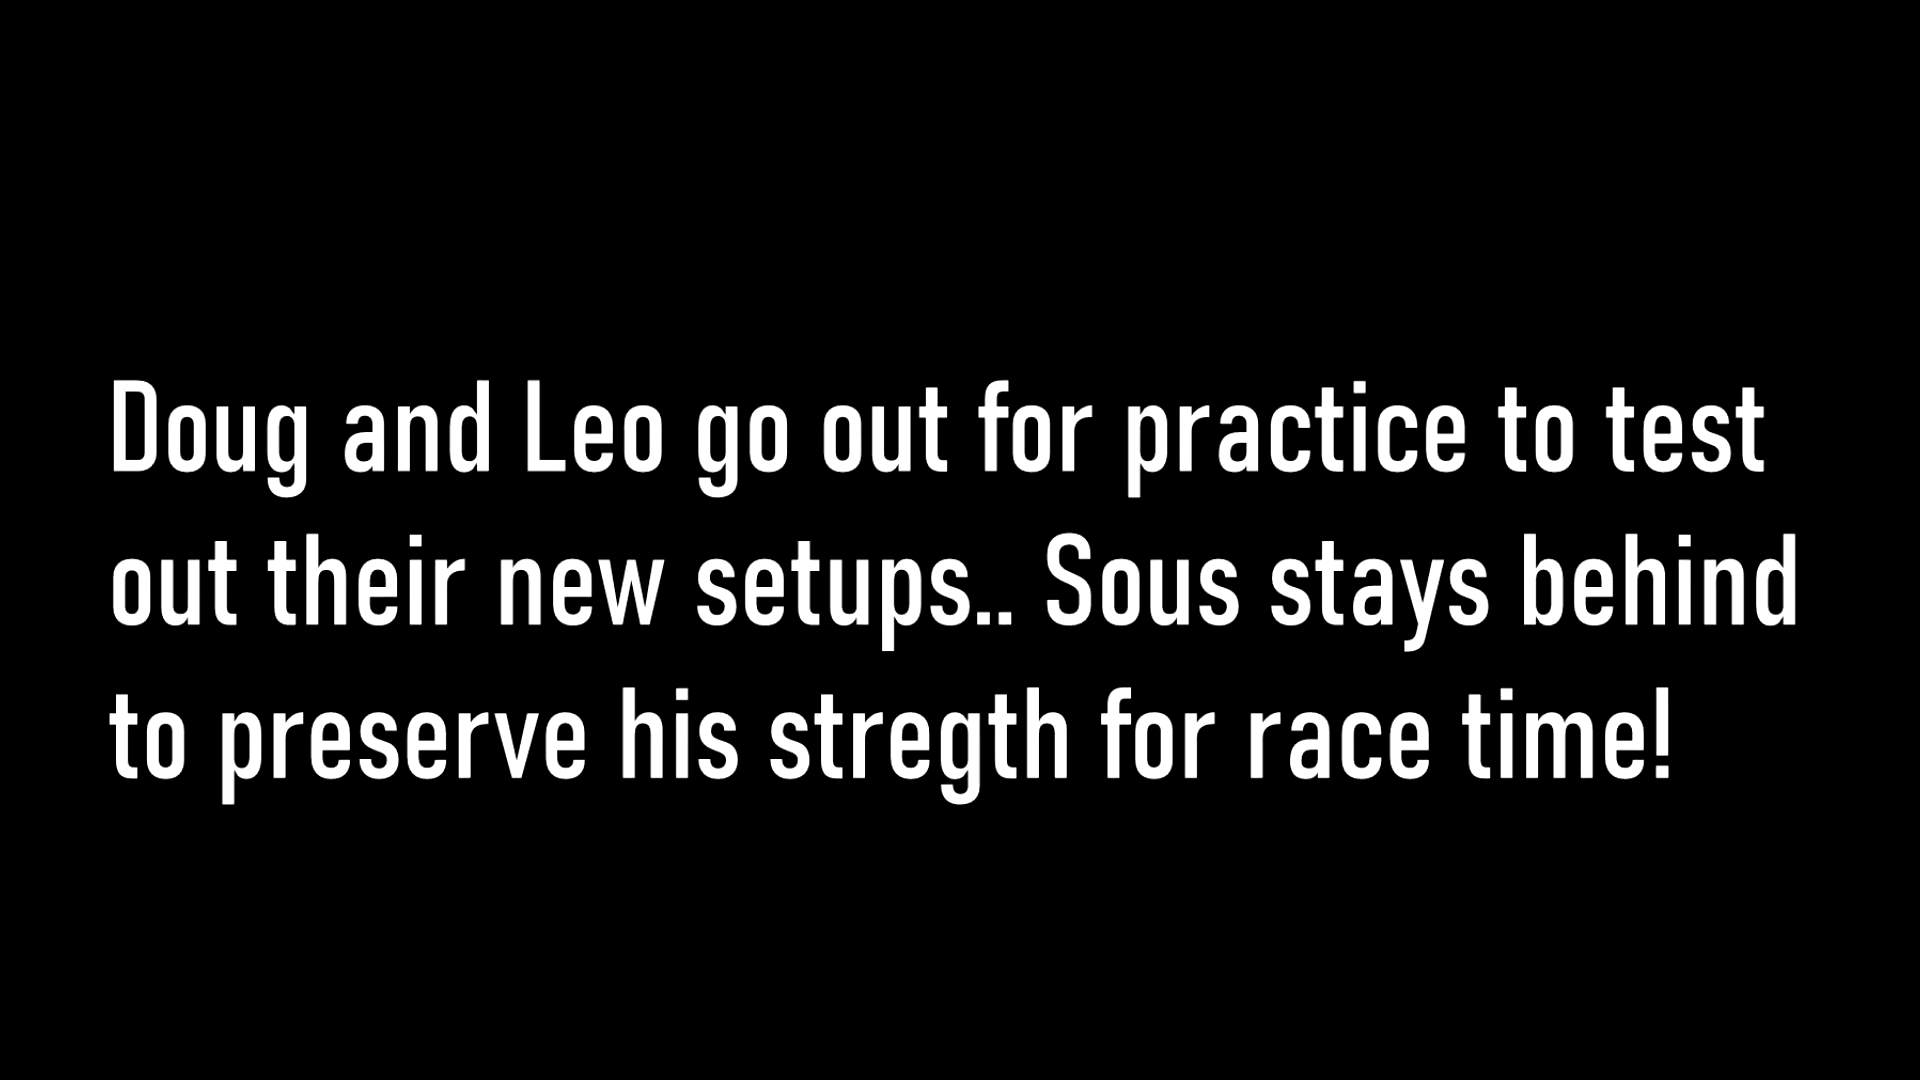 Doug and Leo go out for practice to test
out their new setups.. Sous stays behind
to preserve his stregth for race time!